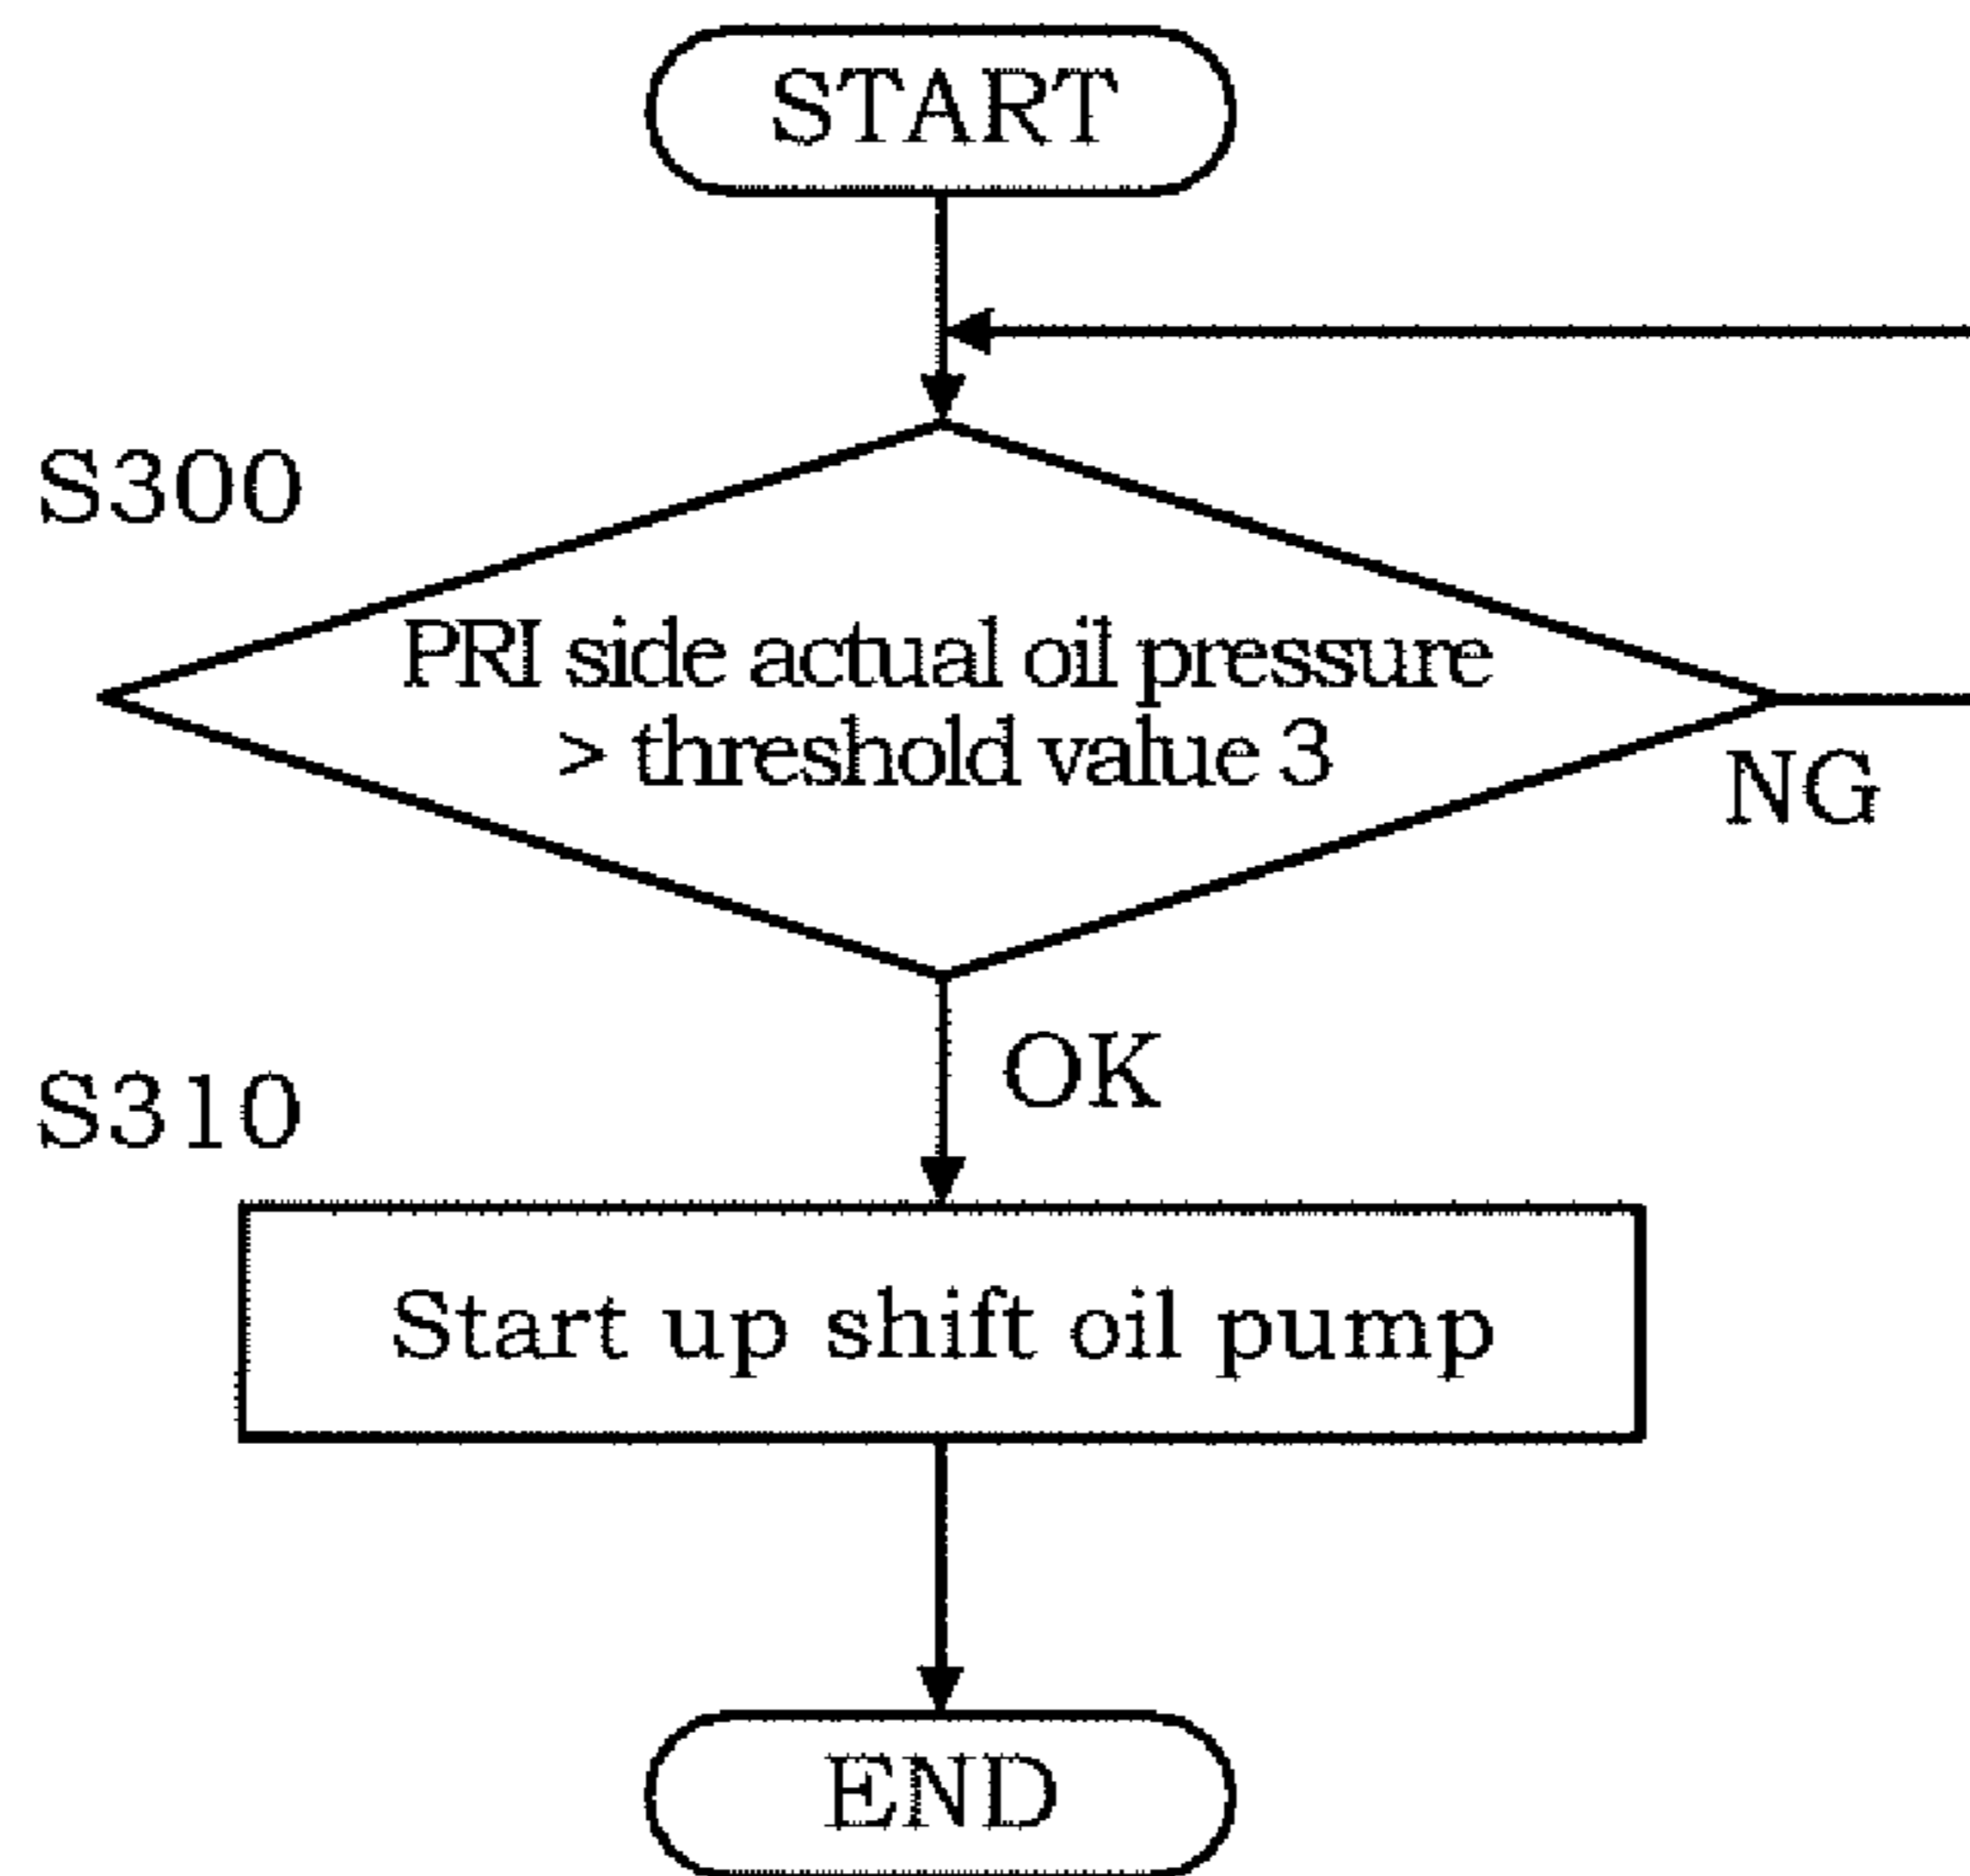 START
S300
PRI side actual oil pressure
> threshold value 3
NG
OK
S310
Start up shift oil pump
END